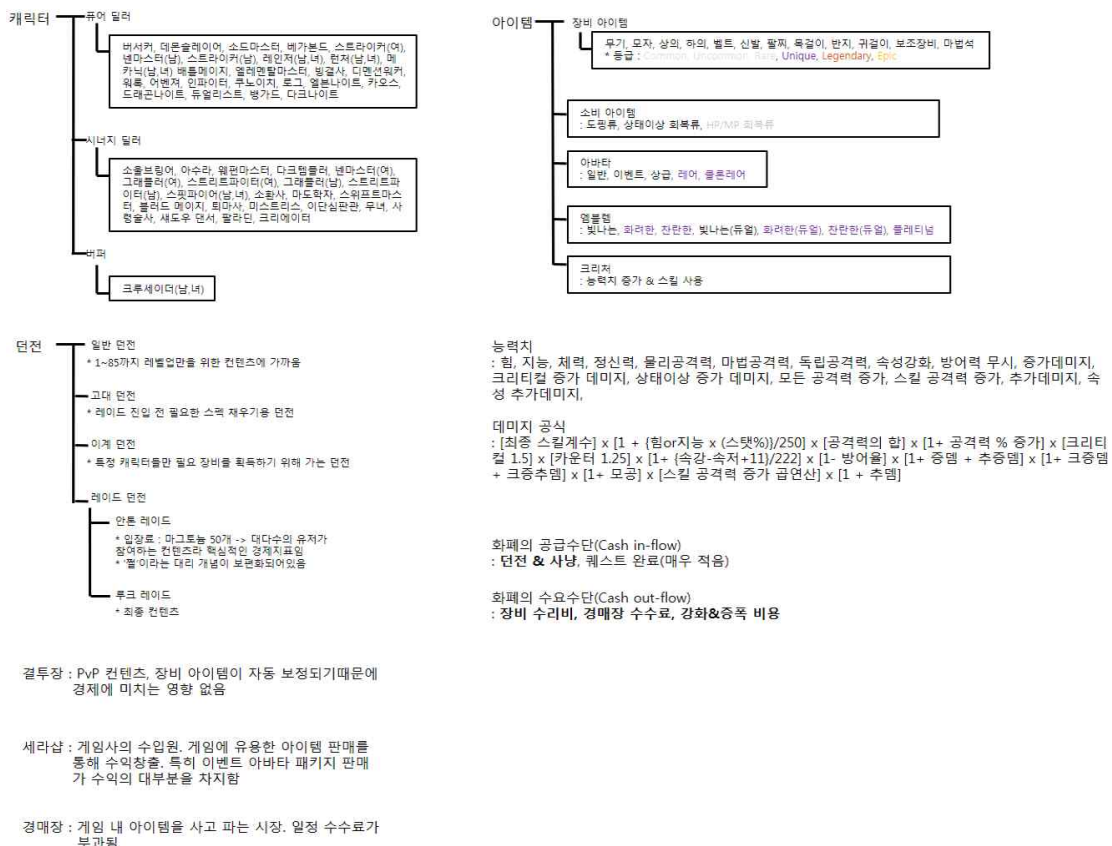 캐릭터
퓨어 딜러
버서커, 데몬슬레이어, 소드마스터, 베가본드, 스트라이커(여),
넨마스터(남), 스트라이커(남), 레인저(남,녀), 런처(남,녀), 메
카닉(남,녀) 배틀메이지, 엘레멘탈마스터, 빙결사, 디멘션워커,
워록, 어벤져, 인파이터, 쿠노이치, 로그, 엘븐나이트, 카오스,
드래곤나이트, 듀얼리스트, 뱅가드, 다크나이트
시너지 딜러
소울브링어, 아수라, 웨펀마스터, 다크템플러, 넨마스터(여),
그래플러(여), 스트리트파이터(여), 그래플러(남), 스트리트파
이터(남), 스핏파이어(남,녀), 소환사, 마도학자, 스위프트마스
터, 블러드 메이지, 퇴마사, 미스트리스, 이단심판관, 무녀, 사
령술사, 섀도우 댄서, 팔라딘, 크리에이터
버퍼
크루세이더(남,녀)
아이템
장비 아이템
무기, 모자, 상의, 하의, 벨트, 신발, 팔찌, 목걸이, 반지, 귀걸이, 보조장비, 마법석
* 등급 : Common, Uncommon, Rare, Unique, Legendary, Epic
소비 아이템
: 도핑류, 상태이상 회복류, HP/MP 회복류
아바타
: 일반, 이벤트, 상급, 레어, 클론레어
엠블렘
: 빛나는, 화려한, 찬란한, 빛나는(듀얼), 화려한(듀얼), 찬란한(듀얼), 플레티넘
크리처
: 능력치 증가 & 스킬 사용
던전
일반 던전
* 1~85까지 레벨업만을 위한 컨텐츠에 가까움
고대 던전
* 레이드 진입 전 필요한 스펙 채우기용 던전
이계 던전
* 특정 캐릭터들만 필요 장비를 획득하기 위해 가는 던전
레이드 던전
안톤 레이드
* 입장료 : 마그토늄 50개 -> 대다수의 유저가
참여하는 컨텐츠라 핵심적인 경제지표임
* '쩔'이라는 대리 개념이 보편화되어있음
루크 레이드
* 최종 컨텐츠
능력치
: 힘, 지능, 체력, 정신력, 물리공격력, 마법공격력, 독립공격력, 속성강화, 방어력 무시, 증가데미지,
크리티컬 증가 데미지, 상태이상 증가 데미지, 모든 공격력 증가, 스킬 공격력 증가, 추가데미지, 속
성 추가데미지,
데미지 공식
: [최종 스킬계수] x [1 + {힘or지능 x (스탯%)}/250] x [공격력의 합] x [1+ 공격력 % 증가] x [크리티
컬 1.5] x [카운터 1.25] x [1+ {속강-속저+11}/222] x [1- 방어율] x [1+ 증뎀 + 추증뎀] x [1+ 크증뎀
+ 크증추뎀] x [1+ 모공] x [스킬 공격력 증가 곱연산] x [1 + 추뎀]
화폐의 공급수단(Cash in-flow)
: 던전 & 사냥, 퀘스트 완료(매우 적음)
화폐의 수요수단(Cash out-flow)
: 장비 수리비, 경매장 수수료, 강화&증폭 비용
결투장 : PvP 컨텐츠, 장비 아이템이 자동 보정되기때문에
경제에 미치는 영향 없음
세라샵 : 게임사의 수입원. 게임에 유용한 아이템 판매를
통해 수익창출. 특히 이벤트 아바타 패키지 판매
가 수익의 대부분을 차지함
경매장 : 게임 내 아이템을 사고 파는 시장. 일정 수수료가
부과됨